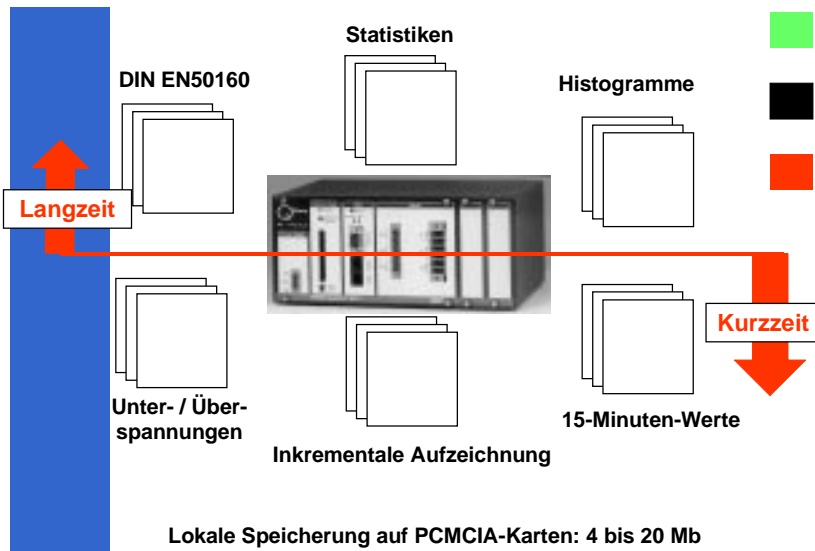 Statistiken
DIN EN50160
Histogramme
Langzeit
Kurzzeit
Unter- / Über-
spannungen
Inkrementale Aufzeichnung
15-Minuten-Werte
Lokale Speicherung auf PCMCIA-Karten: 4 bis 20 Mb